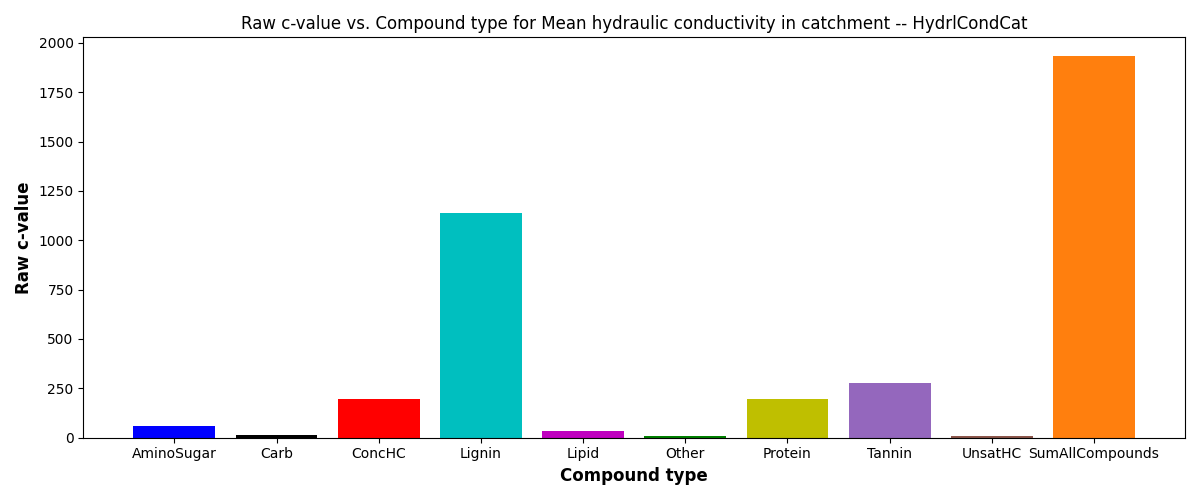 Raw c-value vs. Compound type for Mean hydraulic conductivity in catchment -- HydrlCondCat
Raw c-value
2000
1750
1500
1250
1000
750
500
250
0
AminoSugar Carb ConcHC Lignin Lipid Other Protein Tannin UnsatHC SumAllCompounds
Compound type